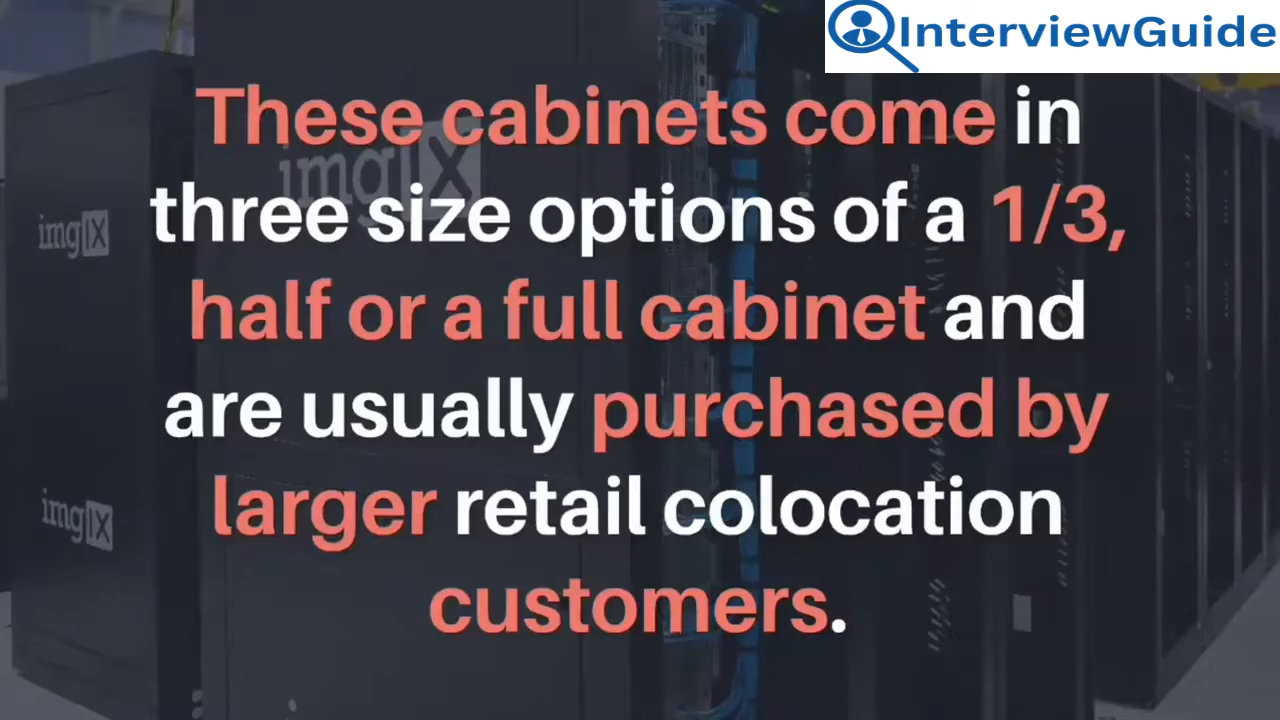 InterviewGuide
These cabinets come in
three size options of a 1/3,
half or a full cabinet and
are usually purchased by
larger retail colocation
customers.
imgIX
imgIX
imgIX